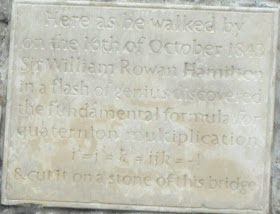 Here as he walked by
on the 16th of October 1843
Sir William Rowan Hamilton
in a flash of genius discovered
the fundamental formula for
quaternion multiplication
i² = j² = k² = ijk = -1
& cut it on a stone of this bridge